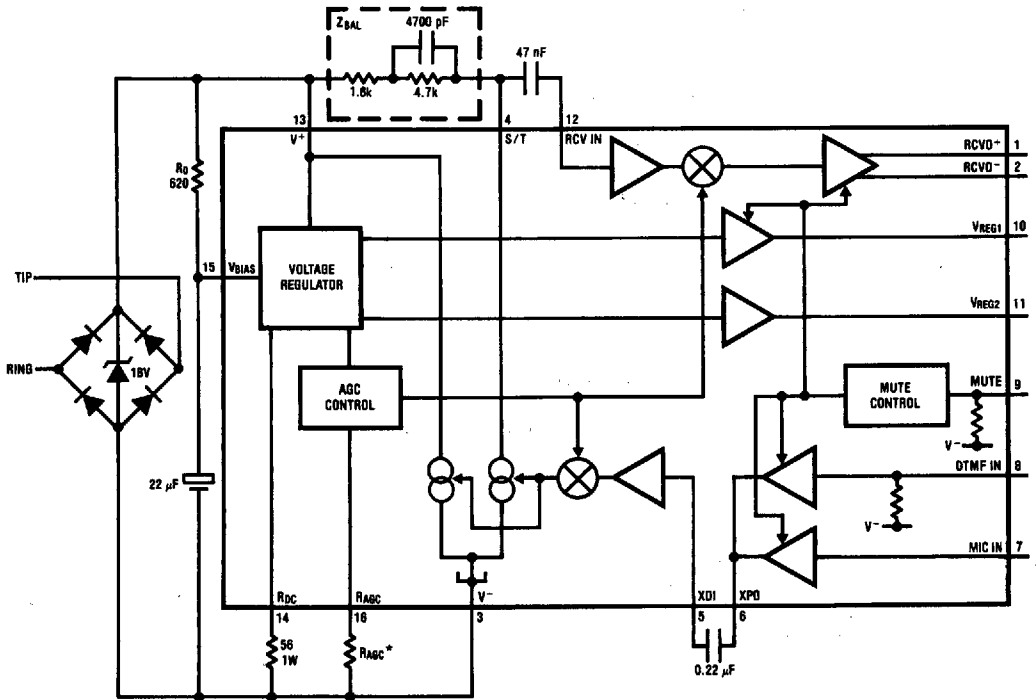 ZBAL
4700 pF
47 nF
1.6k
4.7k
13
V+
4
S/T
12
RCV IN
RCVO+ 1
RCVO− 2
RO
620
VREG1 10
15 VBIAS
VOLTAGE
REGULATOR
TIP
VREG2 11
RING
18V
AGC
CONTROL
MUTE
CONTROL
MUTE 9
V−
DTMF IN 8
22 µF
V−
MIC IN 7
RDC
14
RAGC
16
V−
3
XDI
5
XPO
6
56
1W
RAGC*
0.22 µF